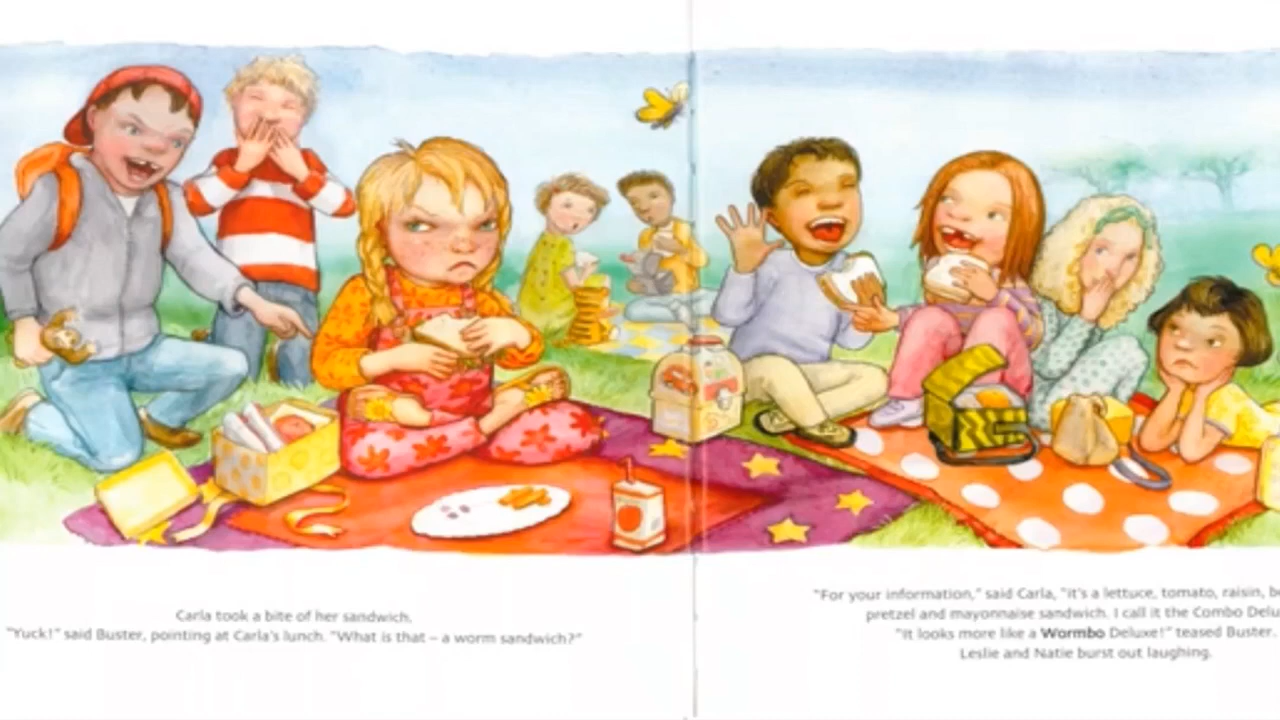 Carla took a bite of her sandwich.
"Yuck!" said Buster, pointing at Carla's lunch. "What is that – a worm sandwich?"
"For your information," said Carla, "it's a lettuce, tomato, raisin,
pretzel and mayonnaise sandwich. I call it the Combo
"It looks more like a Wormbo Deluxe!" teased Buster.
Leslie and Natie burst out laughing.